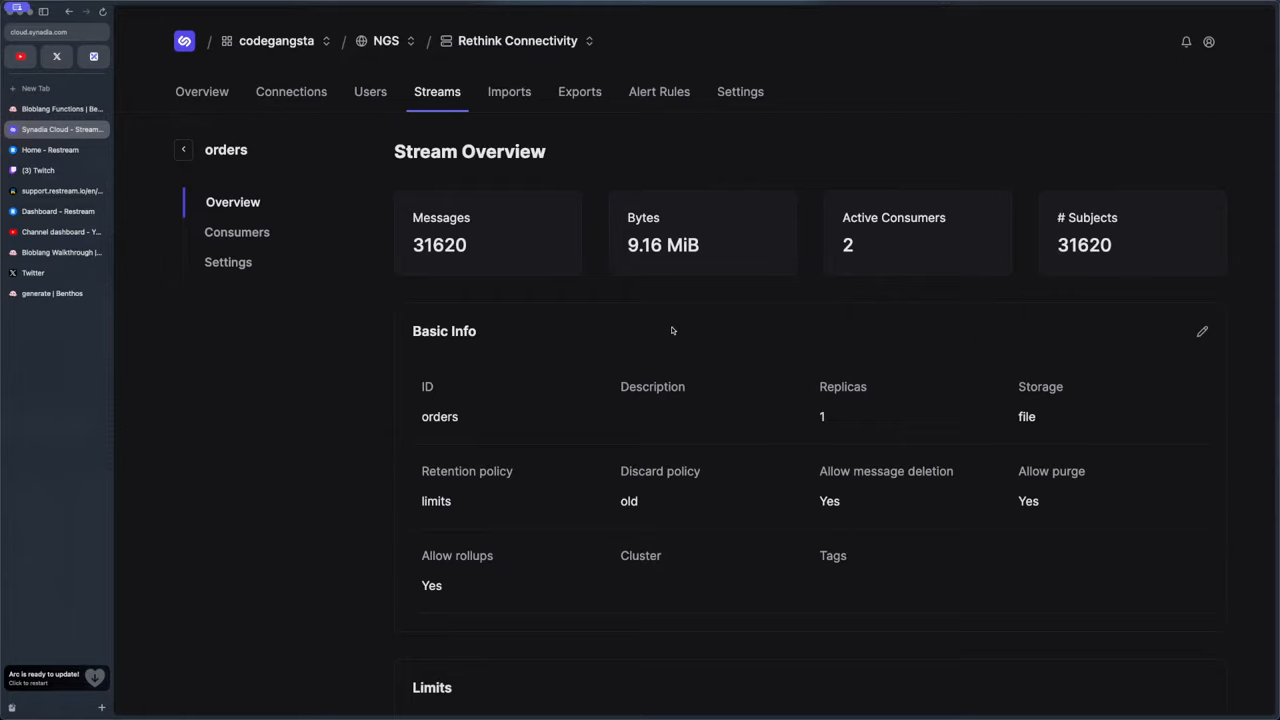 cloud.synadia.com
New Tab
Bloblang Functions | Be...
Synadia Cloud - Stream...
Home - Restream
(3) Twitch
support.restream.io/en/...
Dashboard - Restream
Channel dashboard - Y...
Bloblang Walkthrough |...
Twitter
generate | Benthos
Arc is ready to update!
Click to restart
/ codegangsta / NGS / Rethink Connectivity
Overview Connections Users Streams Imports Exports Alert Rules Settings
orders
Overview
Consumers
Settings
Stream Overview
Messages Bytes Active Consumers # Subjects
31620 9.16 MiB 2 31620
Basic Info
ID Description Replicas Storage
orders 1 file
Retention policy Discard policy Allow message deletion Allow purge
limits old Yes Yes
Allow rollups Cluster Tags
Yes
Limits